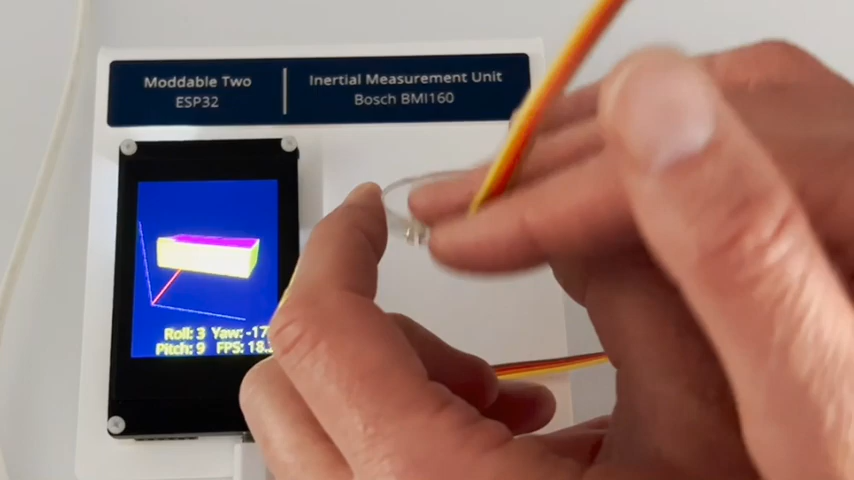 Moddable Two
ESP32
Inertial Measurement Unit
Bosch BMI160
Roll: 3 Yaw: -17
Pitch: 9 FPS: 18.